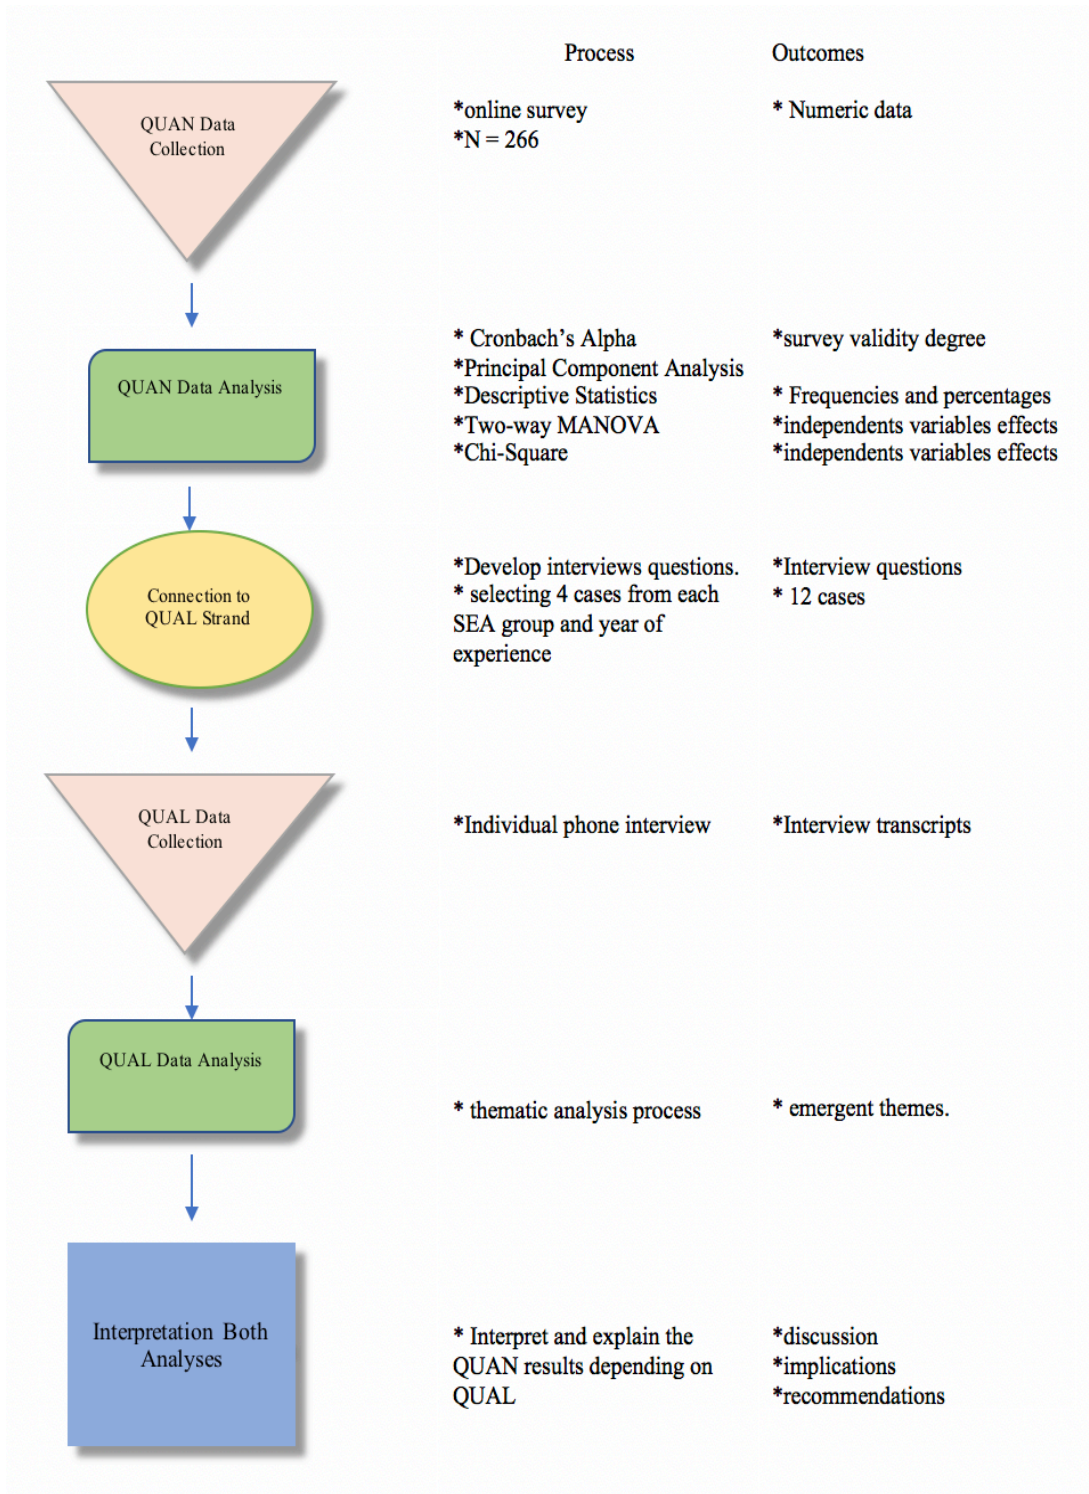 Process Outcomes
QUAN Data
Collection
*online survey
*N = 266
* Numeric data
QUAN Data Analysis
* Cronbach's Alpha
*Principal Component Analysis
*Descriptive Statistics
*Two-way MANOVA
*Chi-Square
*survey validity degree
* Frequencies and percentages
*independents variables effects
*independents variables effects
Connection to
QUAL Strand
*Develop interviews questions.
* selecting 4 cases from each
SEA group and year of
experience
*Interview questions
* 12 cases
QUAL Data
Collection
*Individual phone interview
*Interview transcripts
QUAL Data Analysis
* thematic analysis process
* emergent themes.
Interpretation Both
Analyses
* Interpret and explain the
QUAN results depending on
QUAL
*discussion
*implications
*recommendations